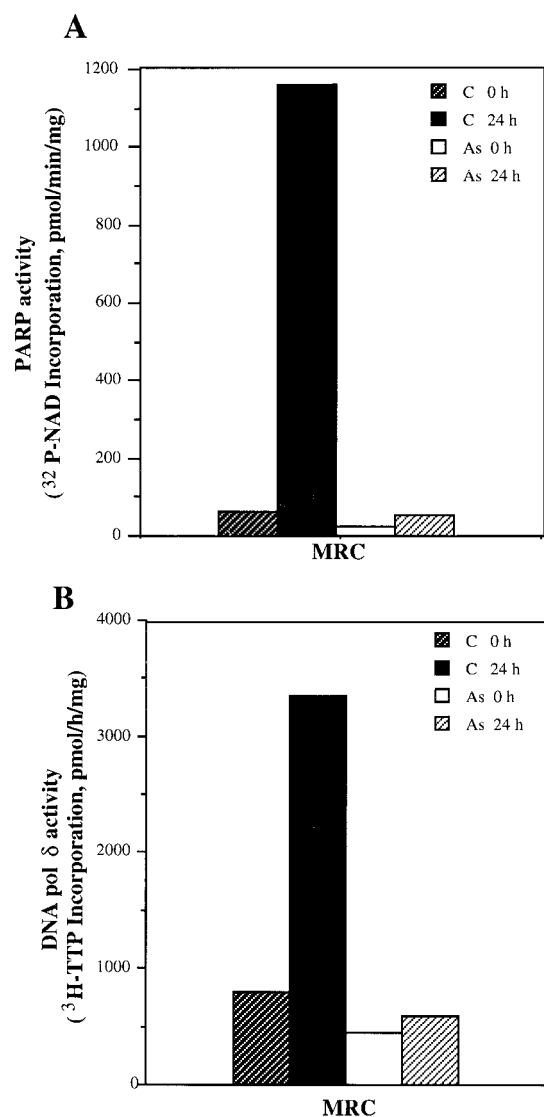 A
PARP activity
( ³² P-NAD Incorporation, pmol/min/mg)
1200
1000
800
600
400
200
0
C 0 h
C 24 h
As 0 h
As 24 h
MRC
B
DNA pol δ activity
( ³H-TTP Incorporation, pmol/h/mg)
4000
3000
2000
1000
0
C 0 h
C 24 h
As 0 h
As 24 h
MRC